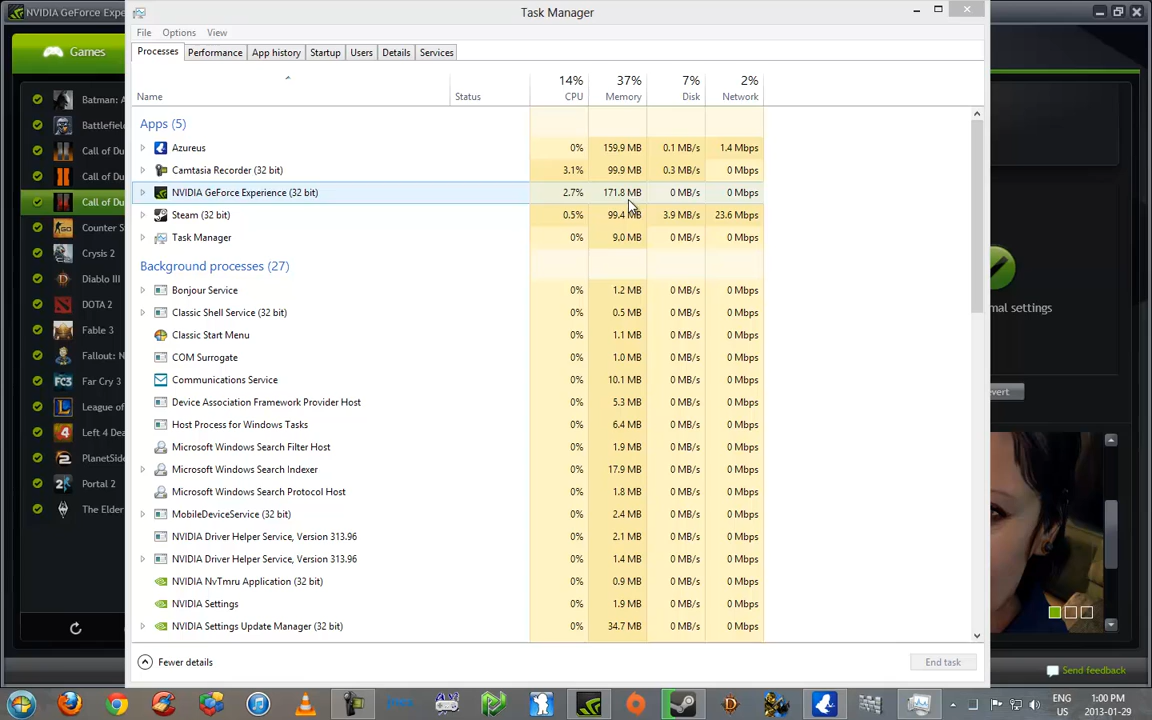 NVIDIA GeForce Expe
Task Manager
File Options View
Games
Processes Performance App history Startup Users Details Services
14% 37% 7% 2%
Name Status CPU Memory Disk Network
Apps (5)
Azureus 0% 159.9 MB 0.1 MB/s 1.4 Mbps
Camtasia Recorder (32 bit) 3.1% 99.9 MB 0.3 MB/s 0 Mbps
NVIDIA GeForce Experience (32 bit) 2.7% 171.8 MB 0 MB/s 0 Mbps
Steam (32 bit) 0.5% 99.4 MB 3.9 MB/s 23.6 Mbps
Task Manager 0% 9.0 MB 0 MB/s 0 Mbps
Background processes (27)
Bonjour Service 0% 1.2 MB 0 MB/s 0 Mbps
Classic Shell Service (32 bit) 0% 0.5 MB 0 MB/s 0 Mbps
Classic Start Menu 0% 1.1 MB 0 MB/s 0 Mbps
COM Surrogate 0% 1.0 MB 0 MB/s 0 Mbps
Communications Service 0% 10.1 MB 0 MB/s 0 Mbps
Device Association Framework Provider Host 0% 5.3 MB 0 MB/s 0 Mbps
Host Process for Windows Tasks 0% 6.4 MB 0 MB/s 0 Mbps
Microsoft Windows Search Filter Host 0% 1.9 MB 0 MB/s 0 Mbps
Microsoft Windows Search Indexer 0% 17.9 MB 0 MB/s 0 Mbps
Microsoft Windows Search Protocol Host 0% 1.8 MB 0 MB/s 0 Mbps
MobileDeviceService (32 bit) 0% 2.4 MB 0 MB/s 0 Mbps
NVIDIA Driver Helper Service, Version 313.96 0% 2.1 MB 0 MB/s 0 Mbps
NVIDIA Driver Helper Service, Version 313.96 0% 1.4 MB 0 MB/s 0 Mbps
NVIDIA NvTmru Application (32 bit) 0% 0.9 MB 0 MB/s 0 Mbps
NVIDIA Settings 0% 1.9 MB 0 MB/s 0 Mbps
NVIDIA Settings Update Manager (32 bit) 0% 34.7 MB 0 MB/s 0 Mbps
Fewer details
End task
Batman: A
Battlefield
Call of Du
Call of Du
Call of Du
Counter S
Crysis 2
Diablo III
DOTA 2
Fable 3
Fallout: N
Far Cry 3
League of
Left 4 Dea
PlanetSide
Portal 2
The Elder
mal settings
evert
Send feedback
ENG 1:00 PM
US 2013-01-29